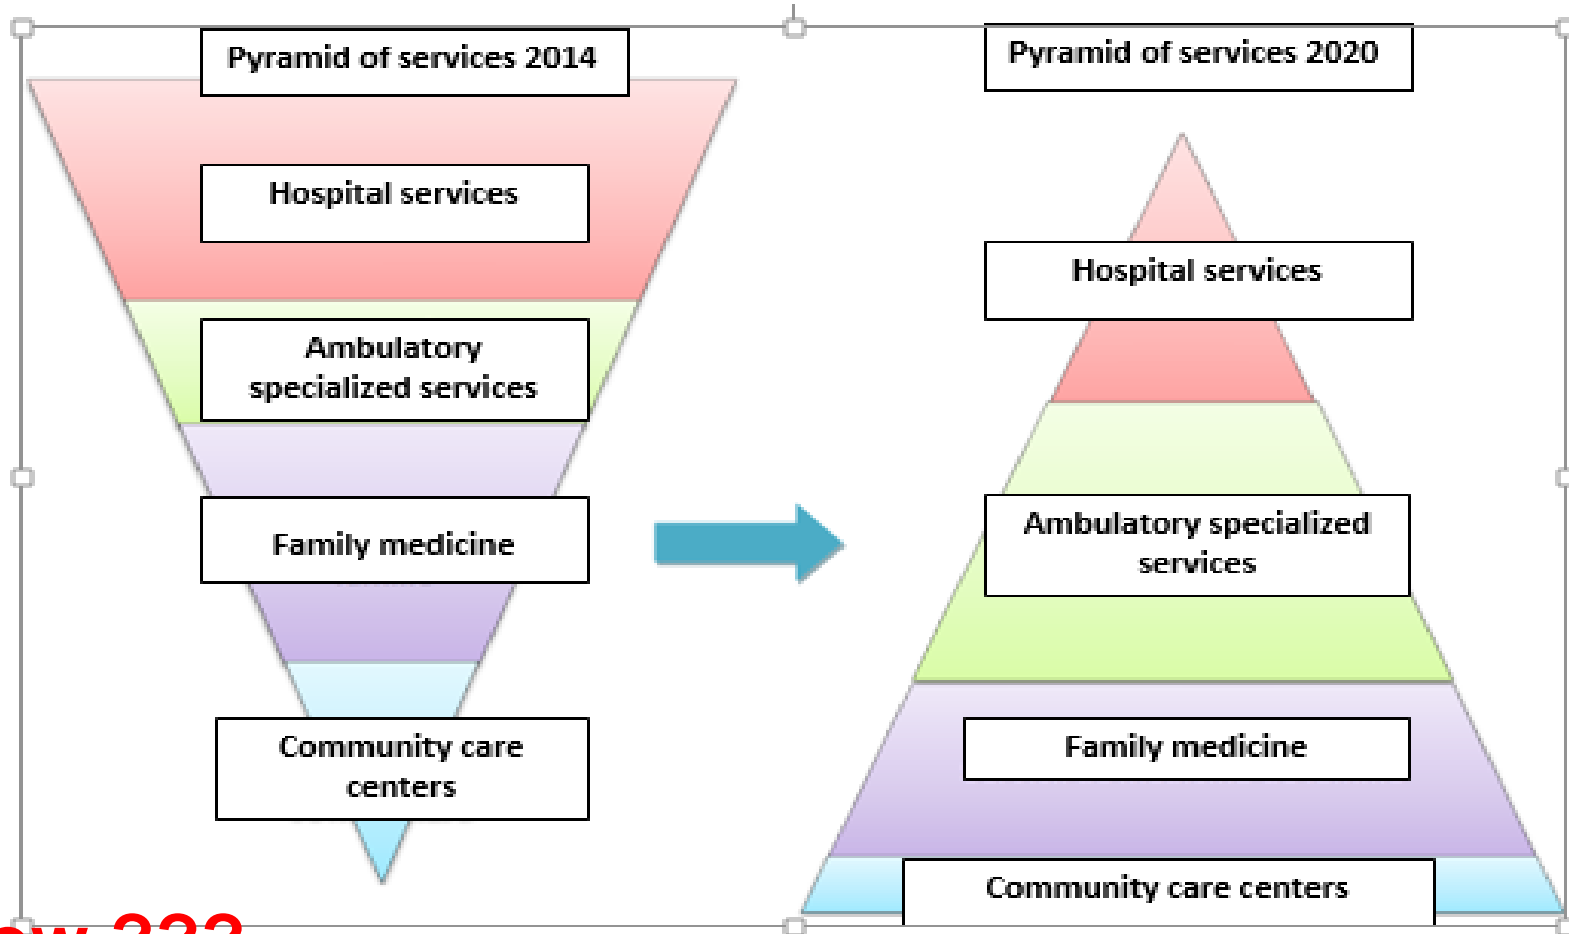 Pyramid of services 2014
Hospital services
Ambulatory
specialized services
Family medicine
Community care
centers
Pyramid of services 2020
Hospital services
Ambulatory specialized
services
Family medicine
Community care centers
???